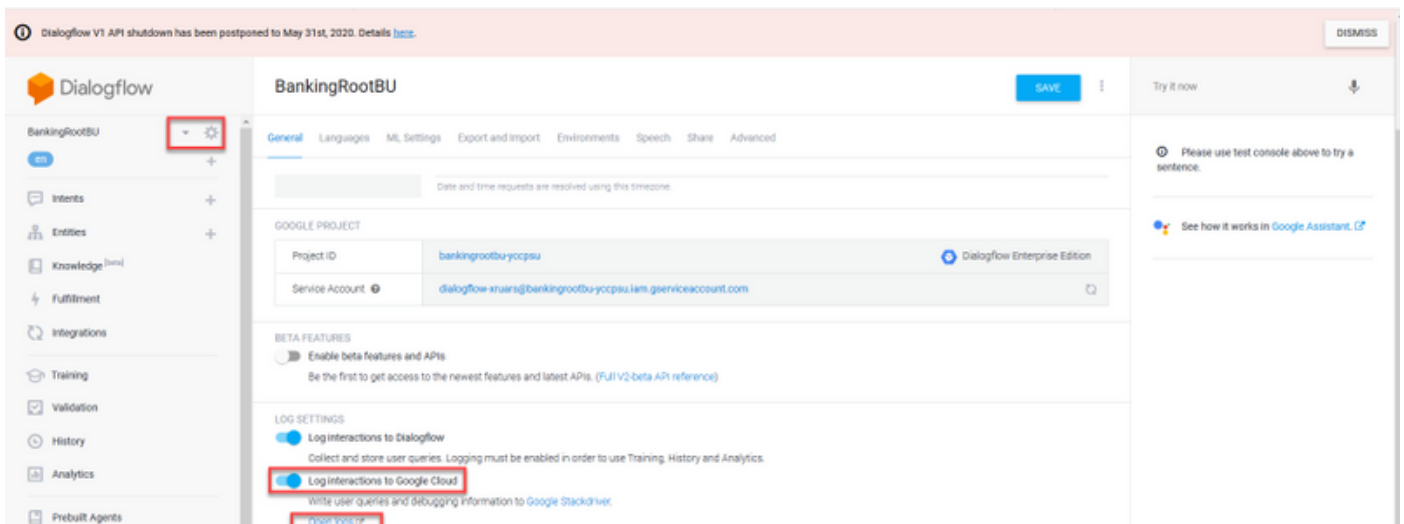 Dialogflow V1 API shutdown has been postponed to May 31st, 2020. Details here.
DISMISS
Dialogflow
BankingRootBU
en
Intents
Entities
Knowledge [beta]
Fulfillment
Integrations
Training
Validation
History
Analytics
Prebuilt Agents
BankingRootBU
SAVE
General Languages ML Settings Export and Import Environments Speech Share Advanced
Date and time requests are resolved using this timezone.
GOOGLE PROJECT
Project ID bankingrootbu-yccpsu Dialogflow Enterprise Edition
Service Account dialogflow-xruars@bankingrootbu-yccpsu.iam.gserviceaccount.com
BETA FEATURES
Enable beta features and APIs
Be the first to get access to the newest features and latest APIs. (Full V2-beta API reference)
LOG SETTINGS
Log interactions to Dialogflow
Collect and store user queries. Logging must be enabled in order to use Training, History and Analytics.
Log interactions to Google Cloud
Write user queries and debugging information to Google Stackdriver.
Open logs
Try it now
Please use test console above to try a
sentence.
See how it works in Google Assistant.